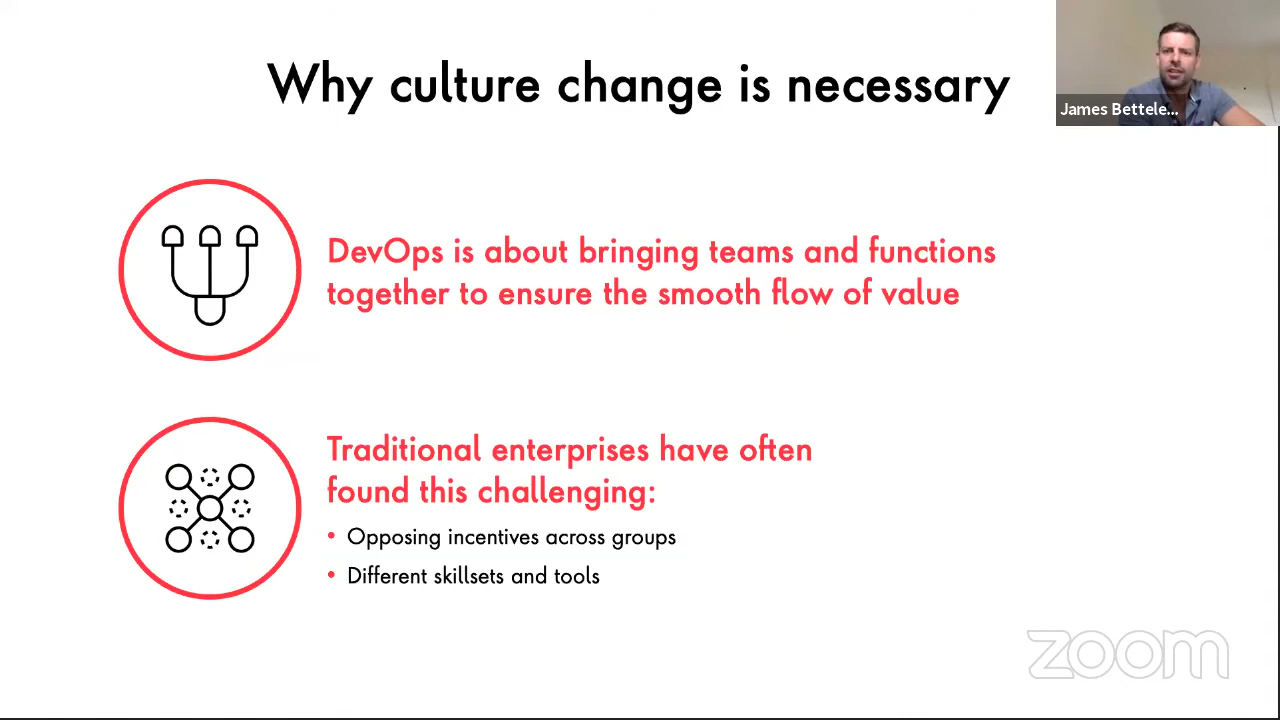 Why culture change is necessary
James Bettele...
DevOps is about bringing teams and functions
together to ensure the smooth flow of value
Traditional enterprises have often
found this challenging:
• Opposing incentives across groups
• Different skillsets and tools
zoom